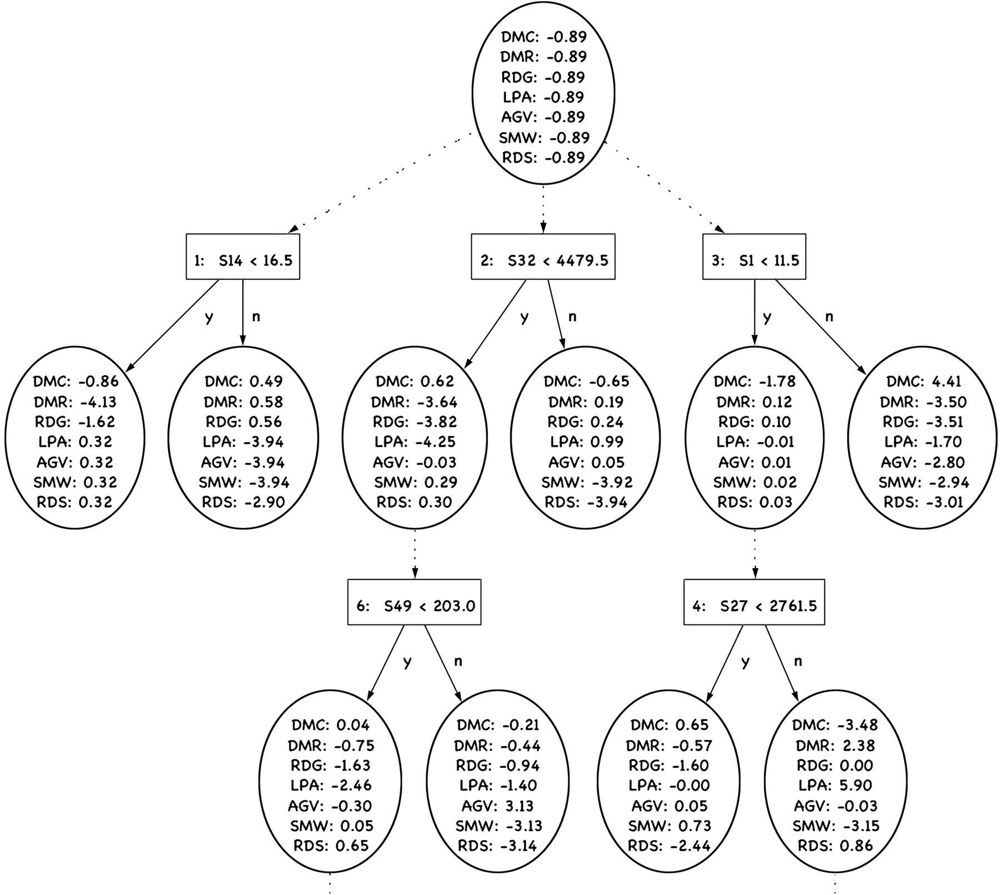 DMC: -0.89
DMR: -0.89
RDG: -0.89
LPA: -0.89
AGV: -0.89
SMW: -0.89
RDS: -0.89
1: S14 < 16.5
2: S32 < 4479.5
3: S1 < 11.5
y
n
y
n
y
n
DMC: -0.86
DMR: -4.13
RDG: -1.62
LPA: 0.32
AGV: 0.32
SMW: 0.32
RDS: 0.32
DMC: 0.49
DMR: 0.58
RDG: 0.56
LPA: -3.94
AGV: -3.94
SMW: -3.94
RDS: -2.90
DMC: 0.62
DMR: -3.64
RDG: -3.82
LPA: -4.25
AGV: -0.03
SMW: 0.29
RDS: 0.30
DMC: -0.65
DMR: 0.19
RDG: 0.24
LPA: 0.99
AGV: 0.05
SMW: -3.92
RDS: -3.94
DMC: -1.78
DMR: 0.12
RDG: 0.10
LPA: -0.01
AGV: 0.01
SMW: 0.02
RDS: 0.03
DMC: 4.41
DMR: -3.50
RDG: -3.51
LPA: -1.70
AGV: -2.80
SMW: -2.94
RDS: -3.01
6: S49 < 203.0
4: S27 < 2761.5
y
n
y
n
DMC: 0.04
DMR: -0.75
RDG: -1.63
LPA: -2.46
AGV: -0.30
SMW: 0.05
RDS: 0.65
DMC: -0.21
DMR: -0.44
RDG: -0.94
LPA: -1.40
AGV: 3.13
SMW: -3.13
RDS: -3.14
DMC: 0.65
DMR: -0.57
RDG: -1.60
LPA: -0.00
AGV: 0.05
SMW: 0.73
RDS: -2.44
DMC: -3.48
DMR: 2.38
RDG: 0.00
LPA: 5.90
AGV: -0.03
SMW: -3.15
RDS: 0.86